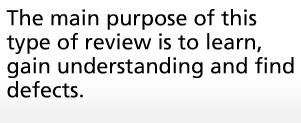 The main purpose of this
type of review is to learn,
gain understanding and find
defects.